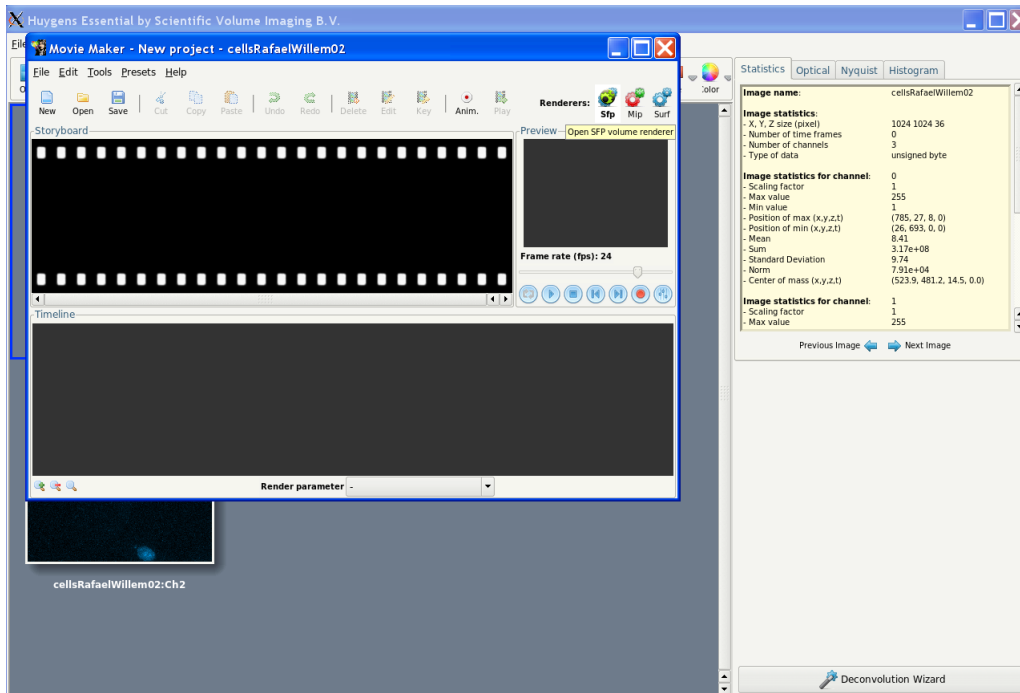 Huygens Essential by Scientific Volume Imaging B.V.
File
Movie Maker - New project - cellsRafaelWillem02
File Edit Tools Presets Help
New Open Save Cut Copy Paste Undo Redo Delete Edit Key Anim. Play
Renderers: Sfp Mip Surf
Open SFP volume renderer
Storyboard
Preview
Frame rate (fps): 24
Timeline
Render parameter -
cellsRafaelWillem02:Ch2
Color
Statistics Optical Nyquist Histogram
Image name: cellsRafaelWillem02
Image statistics:
- X, Y, Z size (pixel) 1024 1024 36
- Number of time frames 0
- Number of channels 3
- Type of data unsigned byte
Image statistics for channel: 0
- Scaling factor 1
- Max value 255
- Min value 1
- Position of max (x,y,z,t) (785, 27, 8, 0)
- Position of min (x,y,z,t) (26, 693, 0, 0)
- Mean 8.41
- Sum 3.17e+08
- Standard Deviation 9.74
- Norm 7.91e+04
- Center of mass (x,y,z,t) (523.9, 481.2, 14.5, 0.0)
Image statistics for channel: 1
- Scaling factor 1
- Max value 255
Previous Image Next Image
Deconvolution Wizard